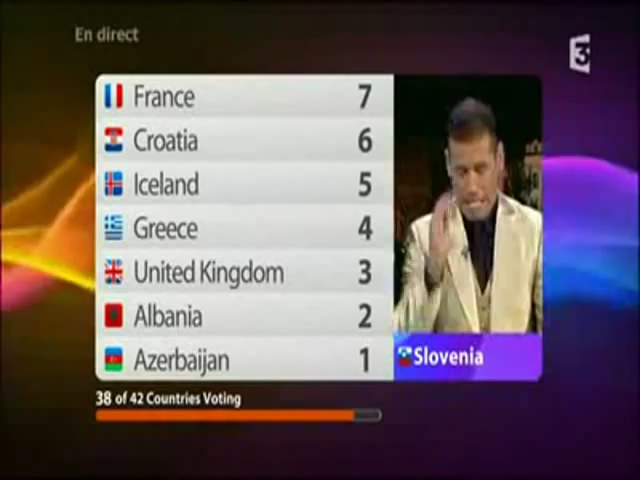 En direct
3
France 7
Croatia 6
Iceland 5
Greece 4
United Kingdom 3
Albania 2
Azerbaijan 1
Slovenia
38 of 42 Countries Voting